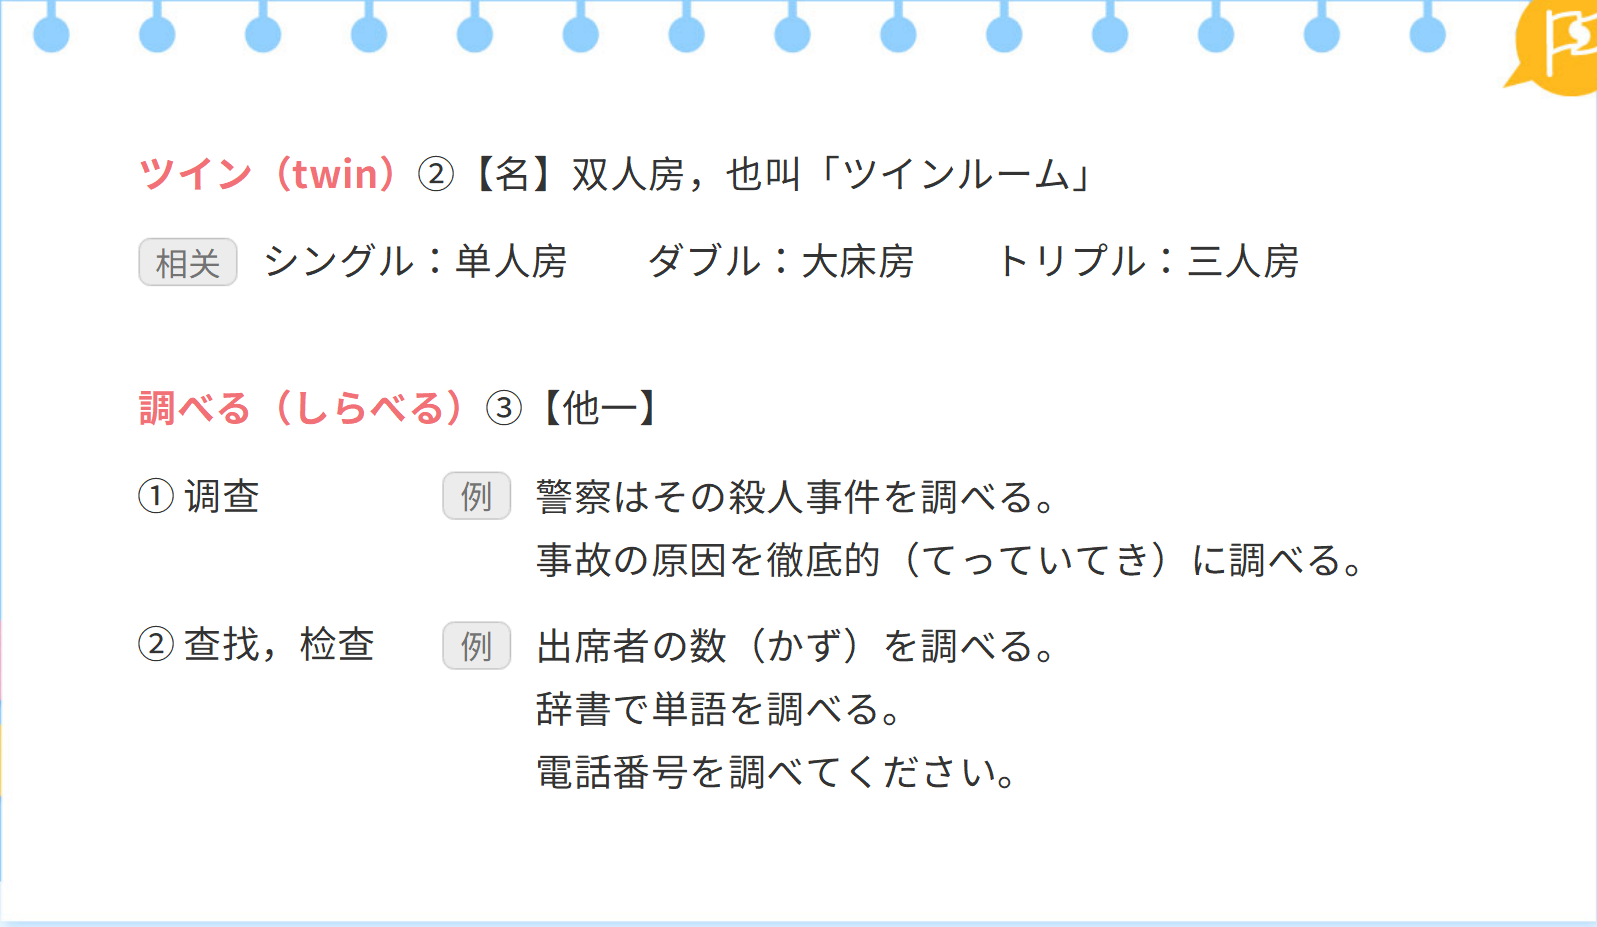 ツイン（twin）②【名】双人房，也叫「ツインルーム」
相关 シングル：单人房 ダブル：大床房 トリプル：三人房
調べる（しらべる）③【他一】
① 调查 例 警察はその殺人事件を調べる。
事故の原因を徹底的（てっていてき）に調べる。
② 查找，检查 例 出席者の数（かず）を調べる。
辞書で単語を調べる。
電話番号を調べてください。